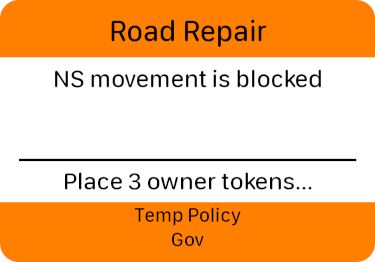 Road Repair
NS movement is blocked
Place 3 owner tokens...
Temp Policy
Gov